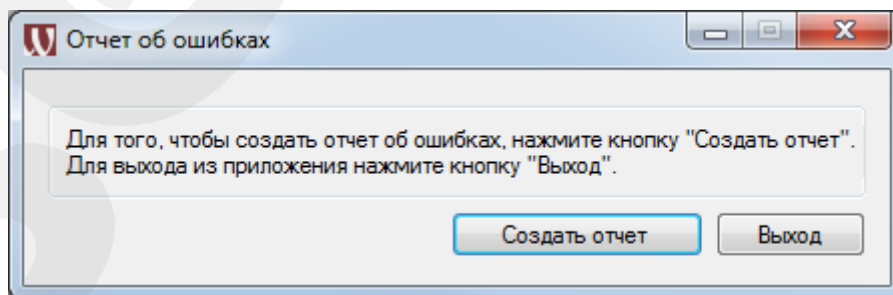 Отчет об ошибках
Для того, чтобы создать отчет об ошибках, нажмите кнопку "Создать отчет".
Для выхода из приложения нажмите кнопку "Выход".
Создать отчет Выход